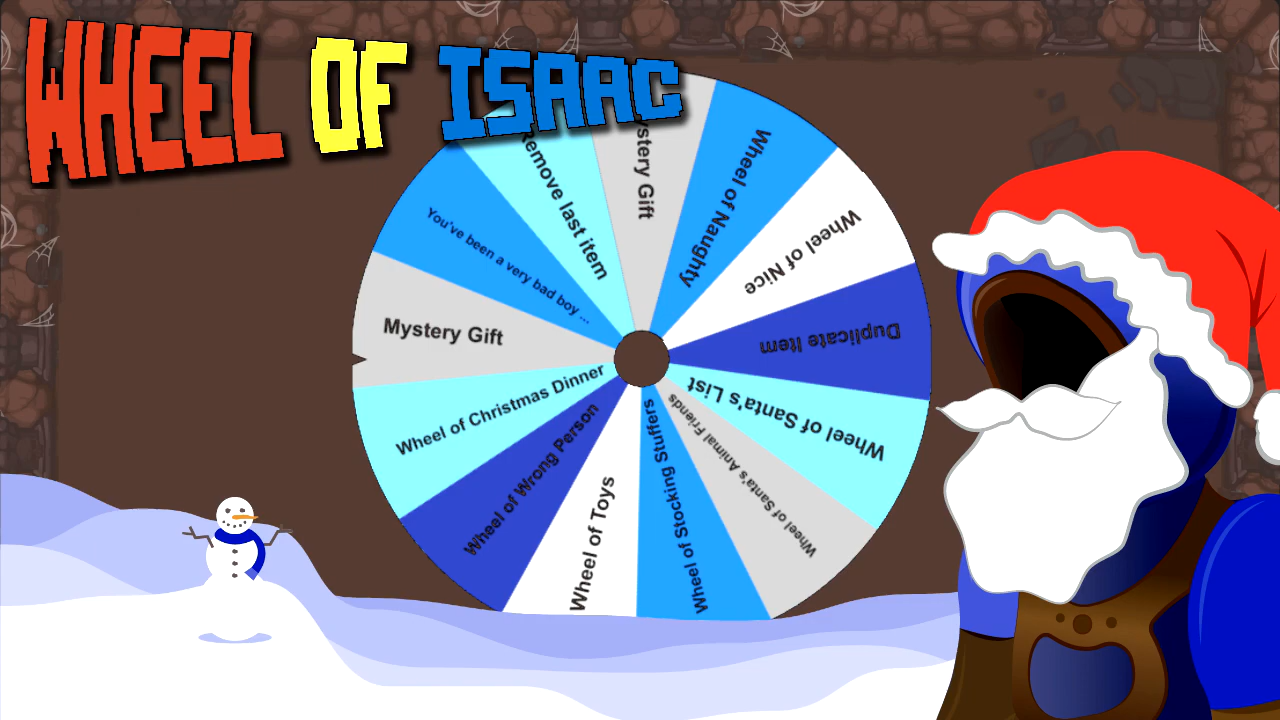 WHEEL OF ISAAC
Remove last item
ystery Gift
Wheel of Naughty
Wheel of Nice
Duplicate Item
Wheel of Santa's List
Wheel of Santa's Animal Friends
Wheel of Stocking Stuffers
Wheel of Toys
Wheel of Wrong Person
Wheel of Christmas Dinner
Mystery Gift
You've been a very bad boy ...